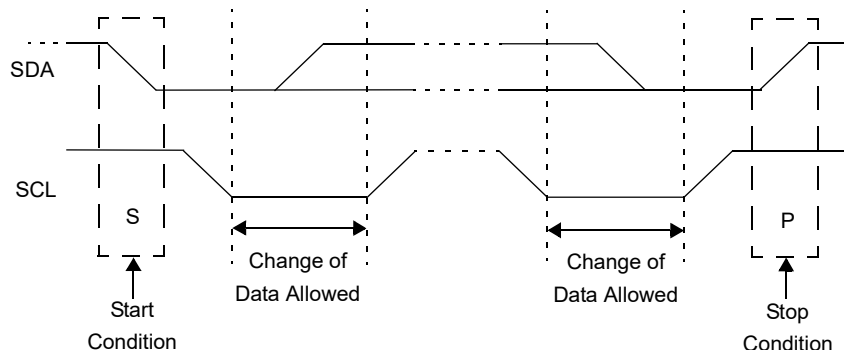 SDA
SCL
S
P
Change of
Data Allowed
Change of
Data Allowed
Start
Condition
Stop
Condition